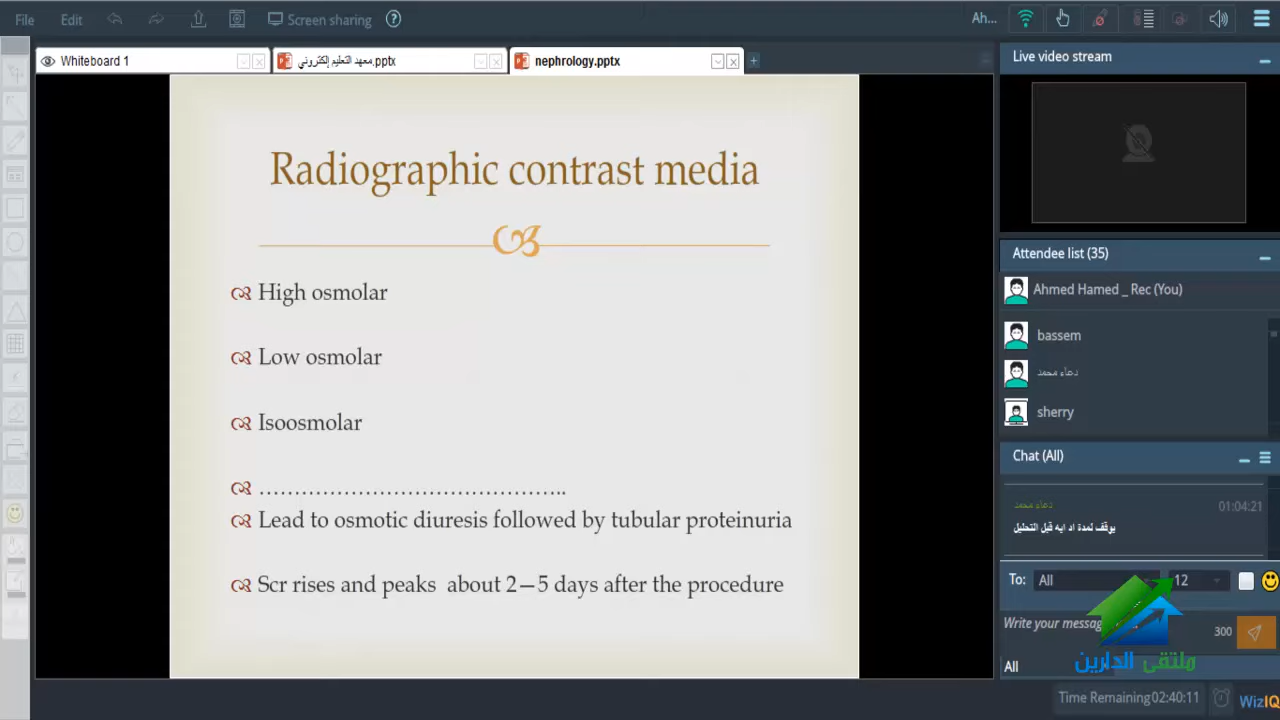 File Edit Screen sharing ?
Ah...
Whiteboard 1
معهد التعليم إلكتروني.pptx
nephrology.pptx
Radiographic contrast media
High osmolar
Low osmolar
Isoosmolar
……………………………………..
Lead to osmotic diuresis followed by tubular proteinuria
Scr rises and peaks about 2–5 days after the procedure
Live video stream
Attendee list (35)
Ahmed Hamed _ Rec (You)
bassem
دعاء محمد
sherry
Chat (All)
دعاء محمد 01:04:21
يوقف لمدة اد ايه قبل التحليل
To: All 12
Write your messag
300
All
ملتقى الدارين
Time Remaining 02:40:11
WizIQ